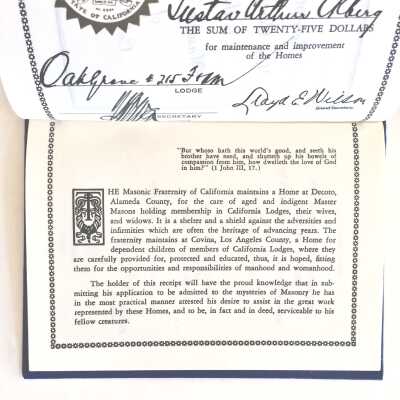 STATE OF CALIFORNIA
Gustav Arthur
THE SUM OF TWENTY-FIVE DOLLARS
for maintenance and improvement
of the Homes
Oakgrove # 215 F&am
LODGE
SECRETARY
Lloyd E Wilson
"But whoso hath this world's good, and seeth his
brother have need, and shutteth up his bowels of
compassion from him, how dwelleth the love of God
in him?" (1 John III, 17.)
THE Masonic Fraternity of California maintains a Home at Decoto,
Alameda County, for the care of aged and indigent Master
Masons holding membership in California Lodges, their wives,
and widows. It is a shelter and a shield against the adversities and
infirmities which are often the heritage of advancing years. The
fraternity maintains at Covina, Los Angeles County, a Home for
dependent children of members of California Lodges, where they
are carefully provided for, protected and educated, thus, it is hoped, fitting
them for the opportunities and responsibilities of manhood and womanhood.
The holder of this receipt will have the proud knowledge that in sub-
mitting his application to be admitted to the mysteries of Masonry he has
in the most practical manner attested his desire to assist in the great work
represented by these Homes, and to be, in fact and in deed, serviceable to his
fellow creatures.